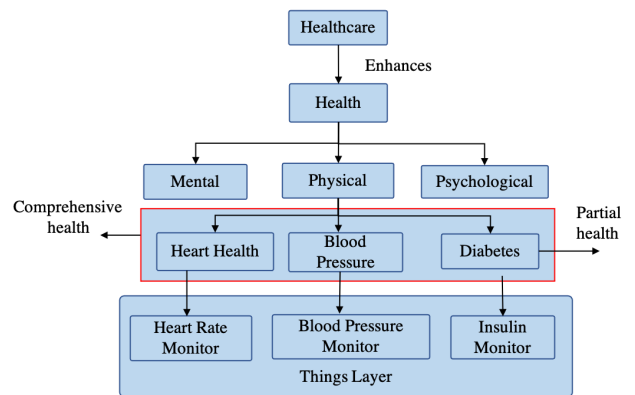 Healthcare
Enhances
Health
Mental
Physical
Psychological
Comprehensive
health
Partial
health
Heart Health
Blood
Pressure
Diabetes
Heart Rate
Monitor
Blood Pressure
Monitor
Insulin
Monitor
Things Layer